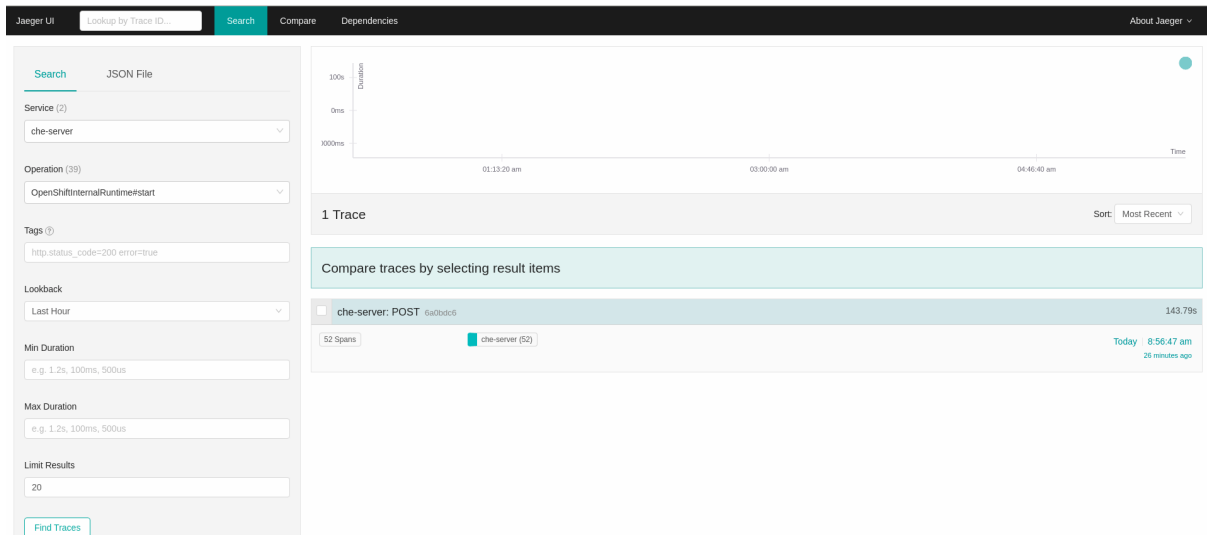 Jaeger UI
Lookup by Trace ID...
Search
Compare
Dependencies
About Jaeger
Search
JSON File
Service (2)
che-server
Operation (39)
OpenShiftInternalRuntime#start
Tags ?
http.status_code=200 error=true
Lookback
Last Hour
Min Duration
e.g. 1.2s, 100ms, 500us
Max Duration
e.g. 1.2s, 100ms, 500us
Limit Results
20
Find Traces
Duration
100s
0ms
0000ms
Time
01:13:20 am
03:00:00 am
04:46:40 am
1 Trace
Sort: Most Recent
Compare traces by selecting result items
che-server: POST 6a0bdc6
143.79s
52 Spans
che-server (52)
Today 8:56:47 am
26 minutes ago